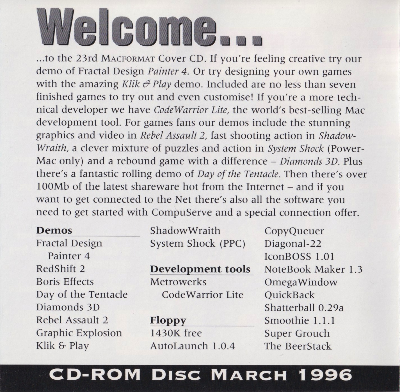 Welcome...
...to the 23rd MACFORMAT Cover CD. If you're feeling creative try our
demo of Fractal Design Painter 4. Or try designing your own games
with the amazing Klik & Play demo. Included are no less than seven
finished games to try out and even customise! If you're a more tech-
nical developer we have CodeWarrior Lite, the world's best-selling Mac
development tool. For games fans our demos include the stunning
graphics and video in Rebel Assault 2, fast shooting action in Shadow-
Wraith, a clever mixture of puzzles and action in System Shock (Power-
Mac only) and a rebound game with a difference – Diamonds 3D. Plus
there's a fantastic rolling demo of Day of the Tentacle. Then there's over
100Mb of the latest shareware hot from the Internet – and if you
want to get connected to the Net there's also all the software you
need to get started with CompuServe and a special connection offer.
Demos
Fractal Design
Painter 4
RedShift 2
Boris Effects
Day of the Tentacle
Diamonds 3D
Rebel Assault 2
Graphic Explosion
Klik & Play
ShadowWraith
System Shock (PPC)
Development tools
Metrowerks
CodeWarrior Lite
Floppy
1430K free
AutoLaunch 1.0.4
CopyQueuer
Diagonal-22
IconBOSS 1.01
NoteBook Maker 1.3
OmegaWindow
QuickBack
Shatterball 0.29a
Smoothie 1.1.1
Super Grouch
The BeerStack
CD-ROM DISC MARCH 1996